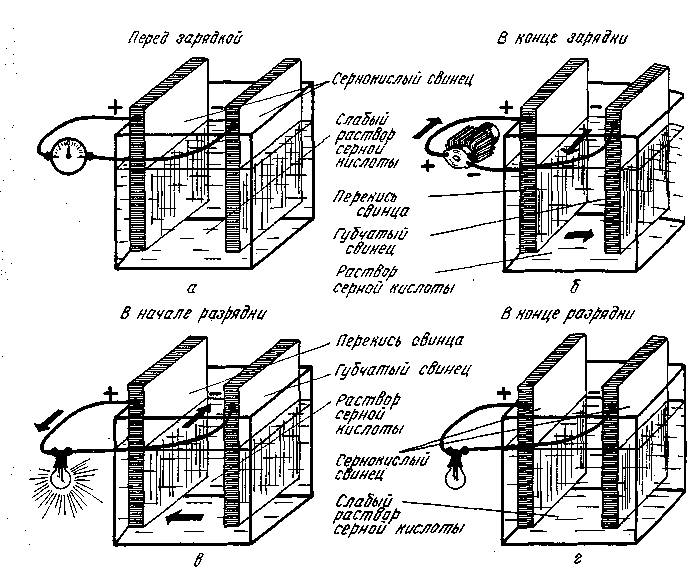 Перед зарядкой
В конце зарядки
+
-
Сернокислый свинец
Слабый
раствор
серной
кислоты
+
-
+
-
Перекись
свинца
Губчатый
свинец
Раствор
серной кислоты
а
б
В начале разрядки
В конце разрядки
+
-
Перекись свинца
Губчатый свинец
Раствор
серной
кислоты
+
-
Сернокислый
свинец
Слабый
раствор
серной кислоты
в
г